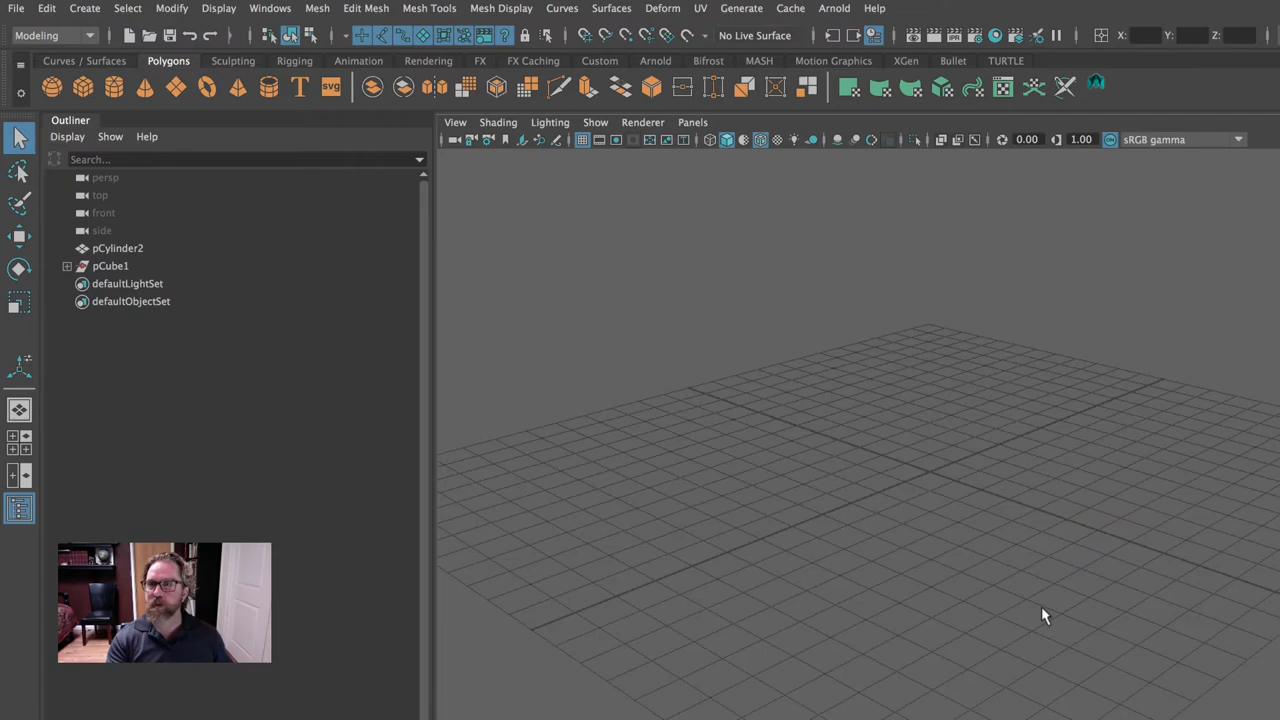 File Edit Create Select Modify Display Windows Mesh Edit Mesh Mesh Tools Mesh Display Curves Surfaces Deform UV Generate Cache Arnold Help
Modeling No Live Surface X: Y: Z:
Curves / Surfaces Polygons Sculpting Rigging Animation Rendering FX FX Caching Custom Arnold Bifrost MASH Motion Graphics XGen Bullet TURTLE
T svg
Outliner
Display Show Help
Search...
persp
top
front
side
pCylinder2
pCube1
defaultLightSet
defaultObjectSet
View Shading Lighting Show Renderer Panels
0.00 1.00 ON sRGB gamma